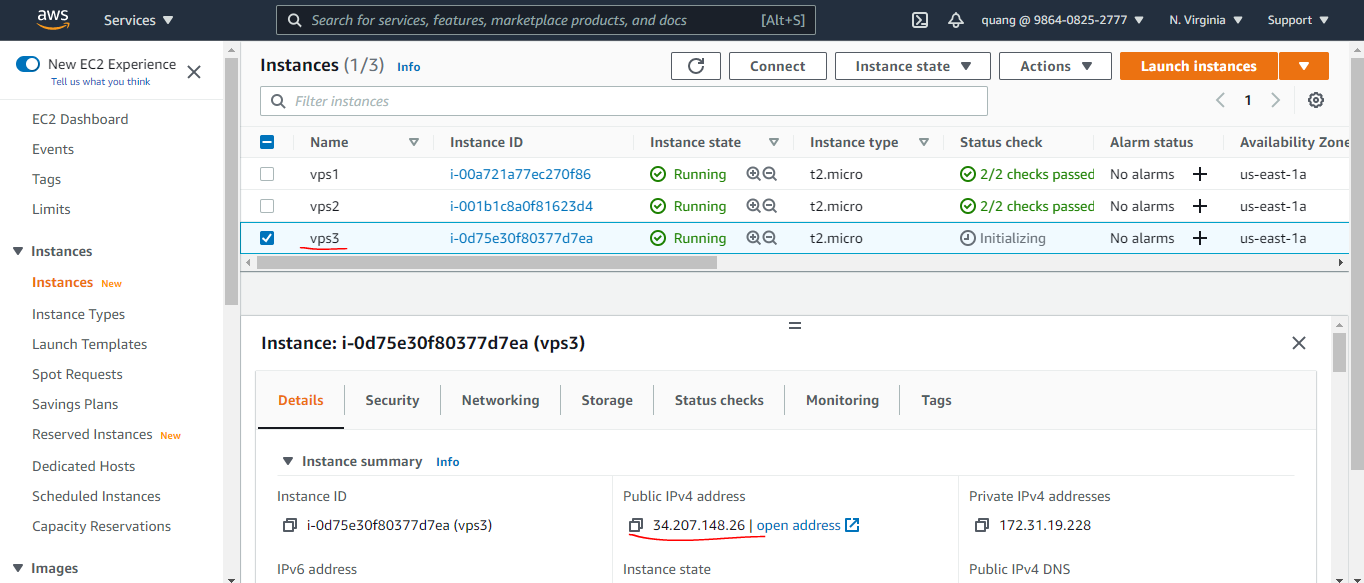 aws Services Search for services, features, marketplace products, and docs [Alt+S] quang @ 9864-0825-2777 N. Virginia Support
New EC2 Experience
Tell us what you think
EC2 Dashboard
Events
Tags
Limits
Instances
Instances New
Instance Types
Launch Templates
Spot Requests
Savings Plans
Reserved Instances New
Dedicated Hosts
Scheduled Instances
Capacity Reservations
Images
Instances (1/3) Info Connect Instance state Actions Launch instances
Filter instances 1
Name Instance ID Instance state Instance type Status check Alarm status Availability Zone
vps1 i-00a721a77ec270f86 Running t2.micro 2/2 checks passed No alarms us-east-1a
vps2 i-001b1c8a0f81623d4 Running t2.micro 2/2 checks passed No alarms us-east-1a
vps3 i-0d75e30f80377d7ea Running t2.micro Initializing No alarms us-east-1a
Instance: i-0d75e30f80377d7ea (vps3)
Details Security Networking Storage Status checks Monitoring Tags
Instance summary Info
Instance ID Public IPv4 address Private IPv4 addresses
i-0d75e30f80377d7ea (vps3) 34.207.148.26 | open address 172.31.19.228
IPv6 address Instance state Public IPv4 DNS